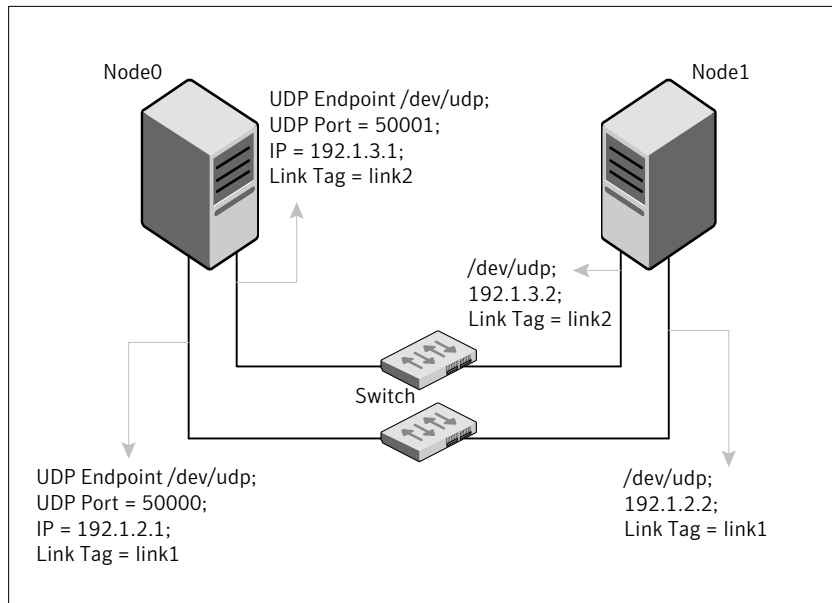 Node0
Node1
UDP Endpoint /dev/udp;
UDP Port = 50001;
IP = 192.1.3.1;
Link Tag = link2
/dev/udp;
192.1.3.2;
Link Tag = link2
Switch
UDP Endpoint /dev/udp;
UDP Port = 50000;
IP = 192.1.2.1;
Link Tag = link1
/dev/udp;
192.1.2.2;
Link Tag = link1